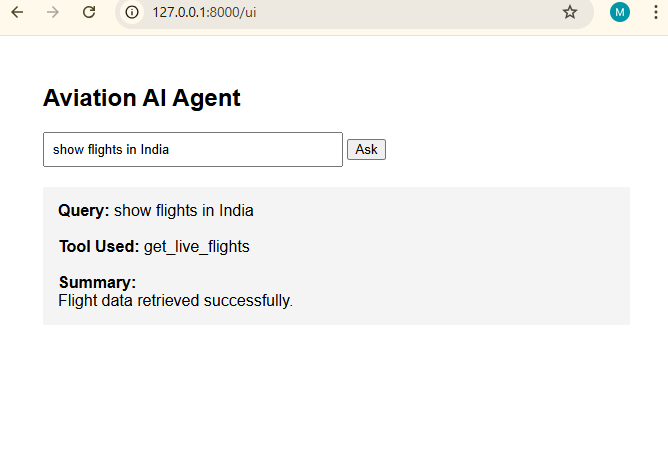 127.0.0.1:8000/ui
M
Aviation AI Agent
show flights in India
Ask
Query: show flights in India
Tool Used: get_live_flights
Summary:
Flight data retrieved successfully.